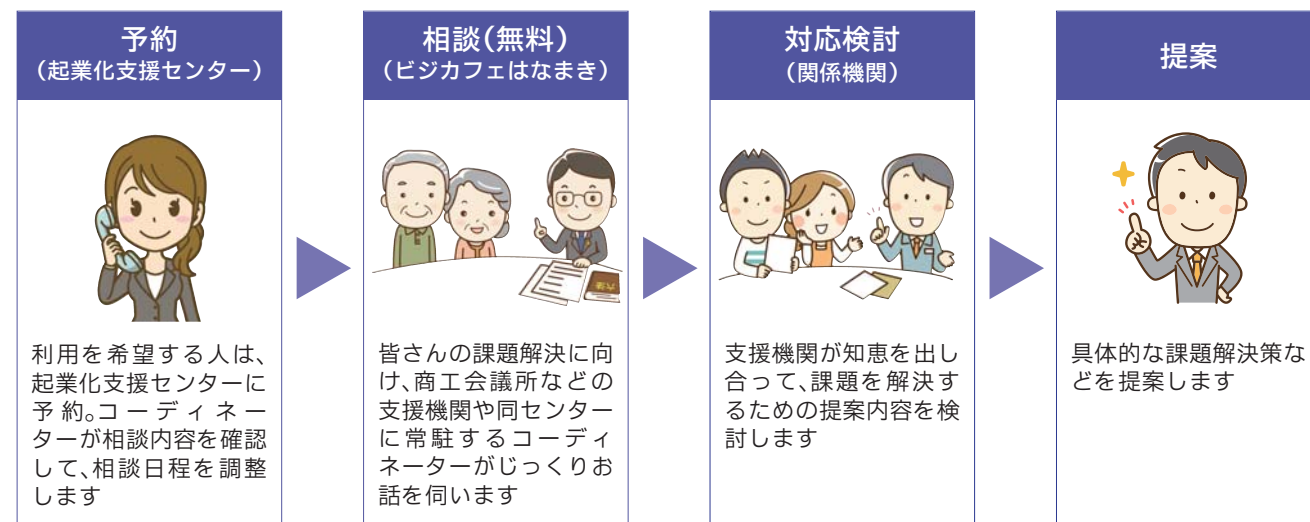 予約
（起業化支援センター）
利用を希望する人は、
起業化支援センターに
予約。コーディネー
ターが相談内容を確認
して、相談日程を調整
します
相談（無料）
（ビジカフェはなまき）
皆さんの課題解決に向
け、商工会議所などの
支援機関や同センター
に常駐するコーディ
ネーターがじっくりお
話を伺います
対応検討
（関係機関）
支援機関が知恵を出し
合って、課題を解決す
るための提案内容を検
討します
提案
具体的な課題解決策な
どを提案します